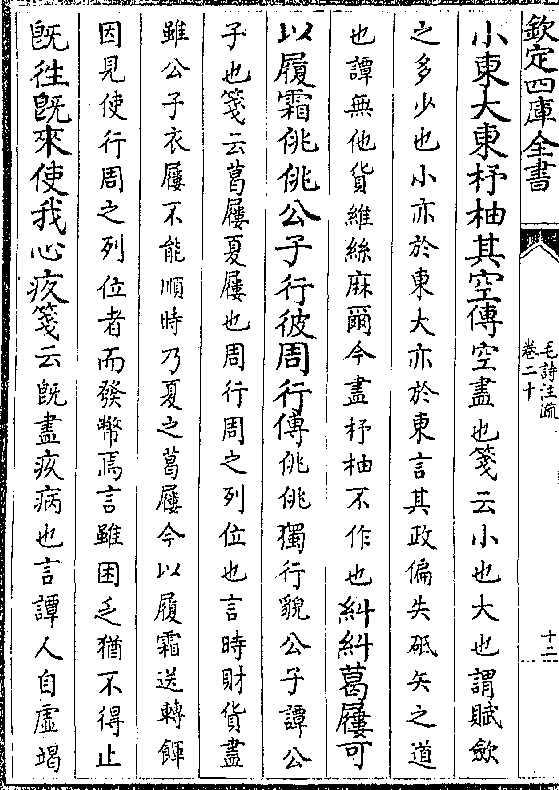 欽定四庫全書
毛詩注疏
卷二十
十二
小東大東杼柚其空傳空盡也箋云小也大也謂賦斂
之多少也小亦於東大亦於東言其政偏失砥矢之道
也譚無他貨維絲麻爾今盡杼柚不作也糾糾葛屨可
以履霜佻佻公子行彼周行傳佻佻獨行貌公子譚公
子也箋云葛屨夏屨也周行周之列位也言時財貨盡
雖公子衣屨不能順時乃夏之葛屨今以履霜送轉餫
因見使行周之列位者而發幣焉言雖困乏猶不得止
既徃既來使我心疚箋云既盡疚病也言譚人自虛竭